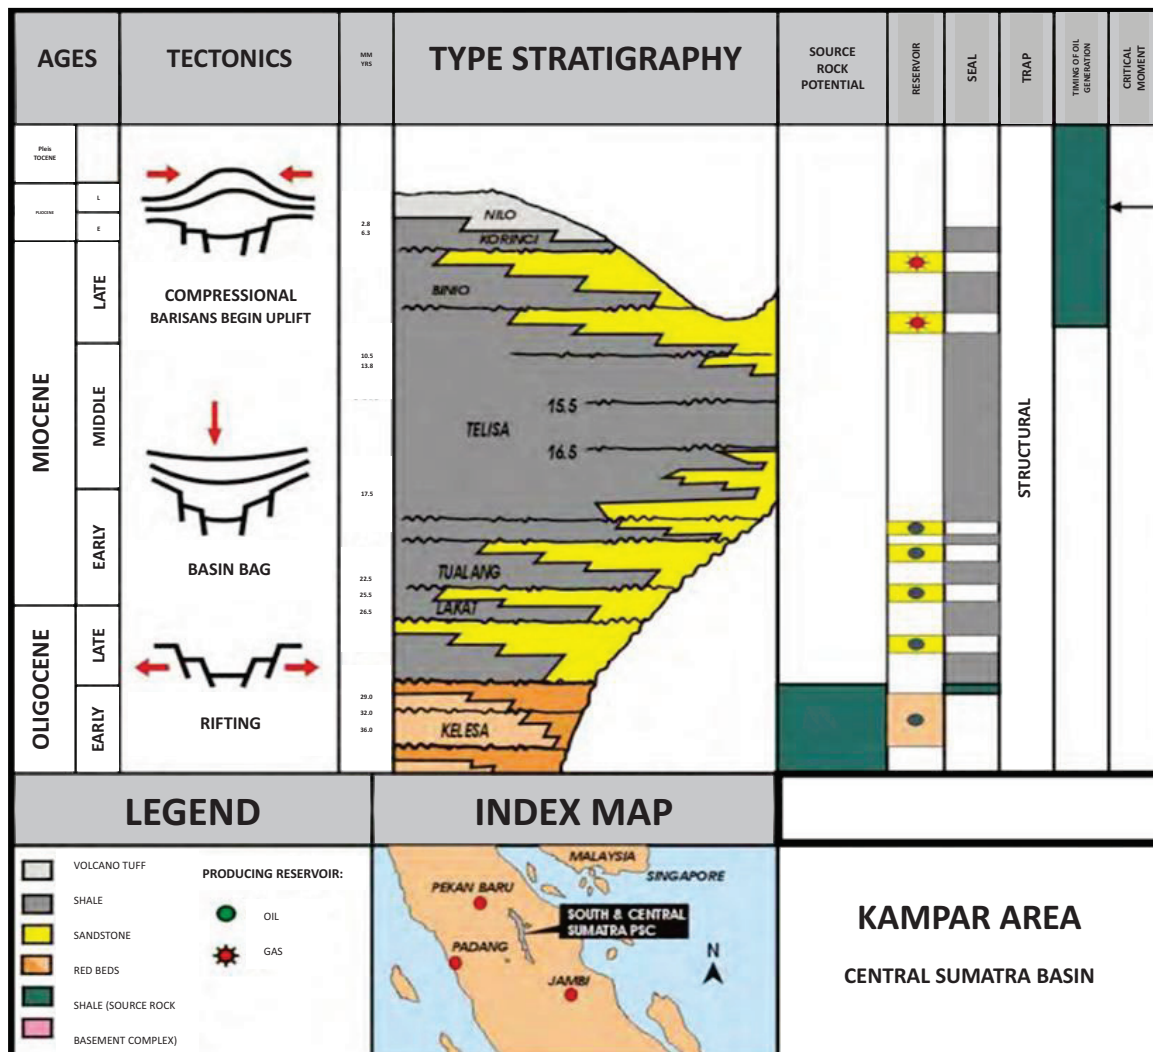 AGES
TECTONICS
MM
YRS
TYPE STRATIGRAPHY
SOURCE
ROCK
POTENTIAL
RESERVOIR
SEAL
TRAP
TIMING OF OIL
GENERATION
CRITICAL
MOMENT
Pleis
TOCENE
PLIOCENE
L
E
MIOCENE
LATE
MIDDLE
EARLY
OLIGOCENE
LATE
EARLY
COMPRESSIONAL
BARISANS BEGIN UPLIFT
BASIN BAG
RIFTING
2.8
6.3
10.5
13.8
17.5
22.5
25.5
26.5
29.0
32.0
36.0
NILO
KORINCI
BINIO
15.5
TELISA
16.5
TUALANG
LAKAT
KELESA
STRUCTURAL
LEGEND
VOLCANO TUFF
SHALE
SANDSTONE
RED BEDS
SHALE (SOURCE ROCK
BASEMENT COMPLEX)
PRODUCING RESERVOIR:
OIL
GAS
INDEX MAP
MALAYSIA
SINGAPORE
PEKAN BARU
SOUTH & CENTRAL
SUMATRA PSC
PADANG
JAMBI
N
KAMPAR AREA
CENTRAL SUMATRA BASIN